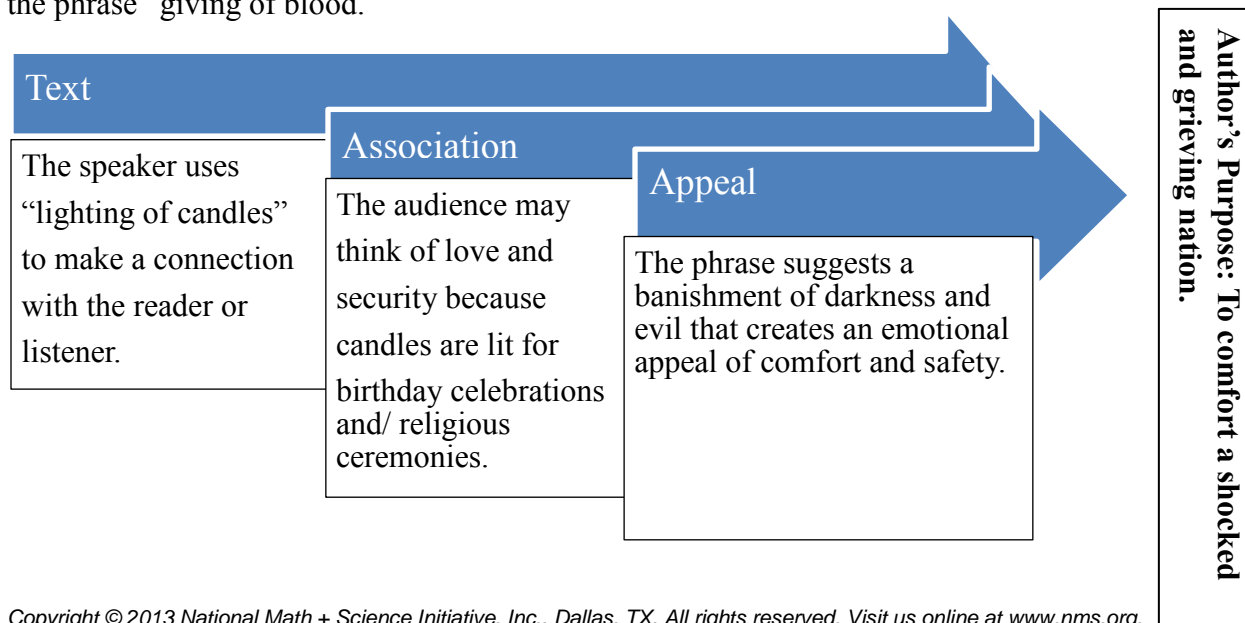 the phrase "giving of blood."
Text
The speaker uses
“lighting of candles”
to make a connection
with the reader or
listener.
Association
The audience may
think of love and
security because
candles are lit for
birthday celebrations
and/ religious
ceremonies.
Appeal
The phrase suggests a
banishment of darkness and
evil that creates an emotional
appeal of comfort and safety.
Author’s Purpose: To comfort a shocked
and grieving nation.
Copyright © 2013 National Math + Science Initiative, Inc., Dallas, TX. All rights reserved. Visit us online at www.nms.org.